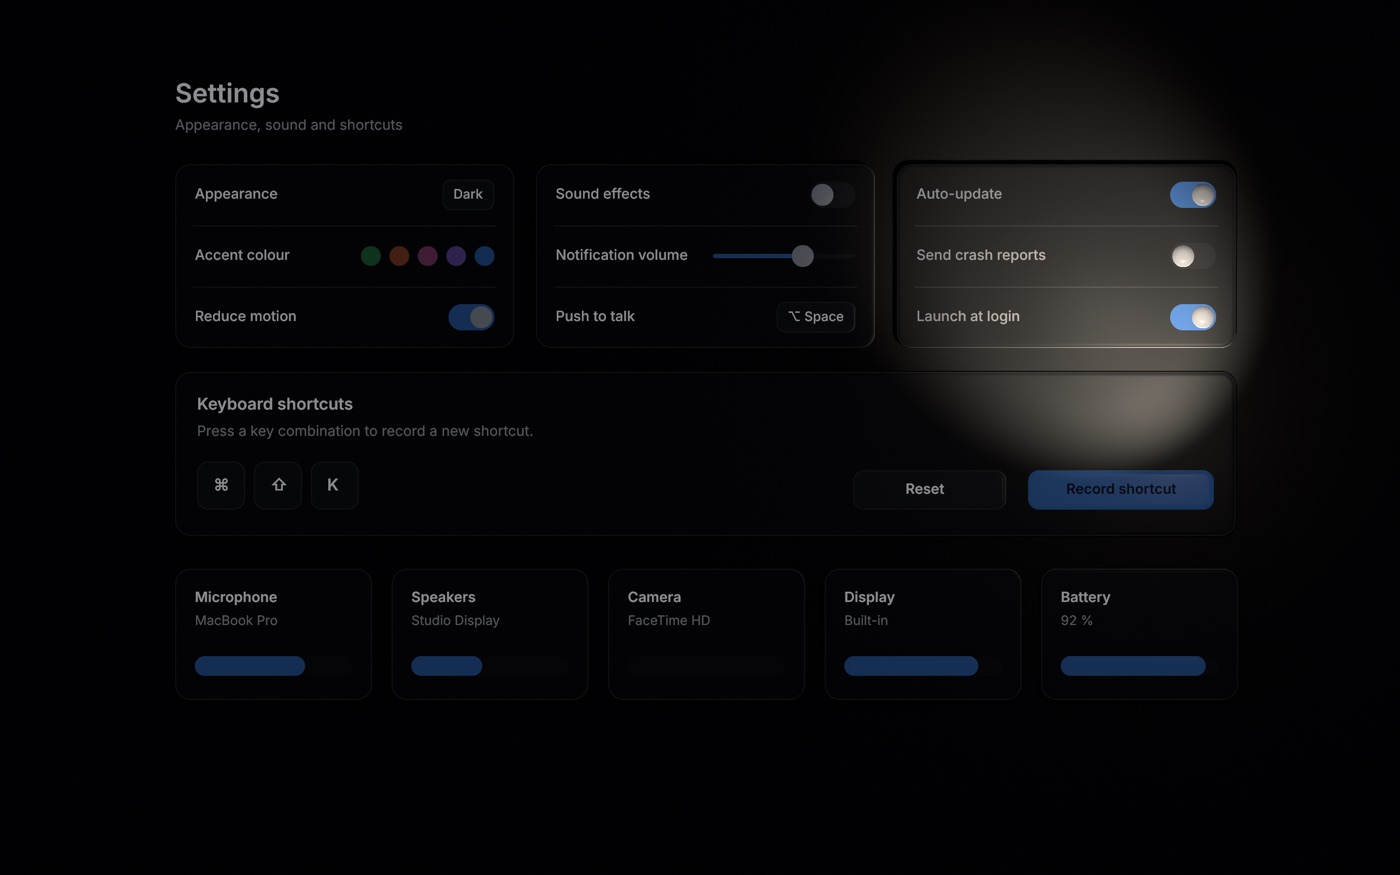 Settings
Appearance, sound and shortcuts
Appearance
Dark
Accent colour
Reduce motion
Sound effects
Notification volume
Push to talk
⌥ Space
Auto-update
Send crash reports
Launch at login
Keyboard shortcuts
Press a key combination to record a new shortcut.
⌘ ⇧ K
Reset
Record shortcut
Microphone
MacBook Pro
Speakers
Studio Display
Camera
FaceTime HD
Display
Built-in
Battery
92 %